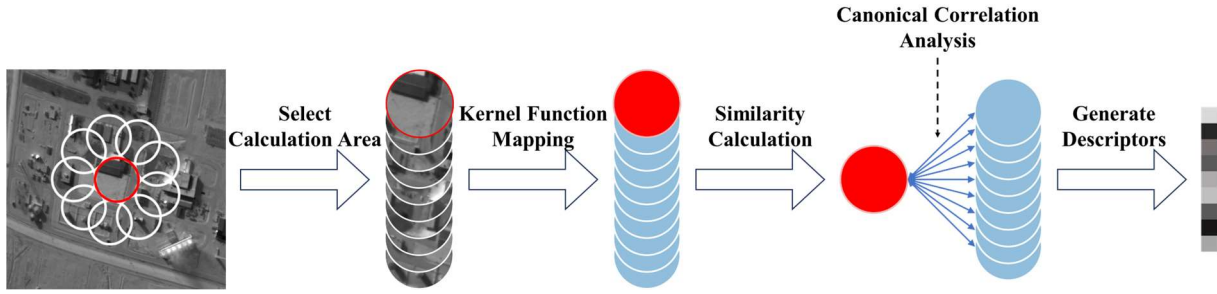 Canonical Correlation
Analysis
Select
Calculation Area
Kernel Function
Mapping
Similarity
Calculation
Generate
Descriptors